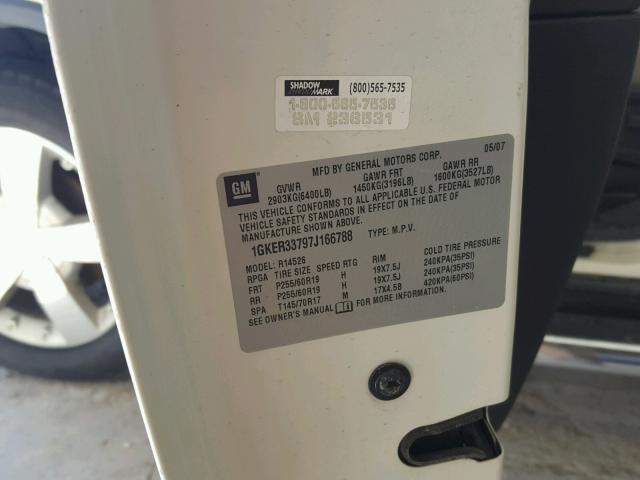 SHADOW MARK (800)565-7535
1-800-565-7535
SM 236531
MFD BY GENERAL MOTORS CORP. 05/07
GM GVWR GAWR FRT GAWR RR
2903KG(6400LB) 1450KG(3196LB) 1600KG(3527LB)
THIS VEHICLE CONFORMS TO ALL APPLICABLE U.S. FEDERAL MOTOR
VEHICLE SAFETY STANDARDS IN EFFECT ON THE DATE OF
MANUFACTURE SHOWN ABOVE.
1GKER33797J166788 TYPE: M.P.V.
MODEL: R14526
RPGA TIRE SIZE SPEED RTG RIM COLD TIRE PRESSURE
FRT P255/60R19 H 19X7.5J 240KPA(35PSI)
RR P255/60R19 H 19X7.5J 240KPA(35PSI)
SPA T145/70R17 M 17X4.5B 420KPA(60PSI)
SEE OWNER'S MANUAL FOR MORE INFORMATION